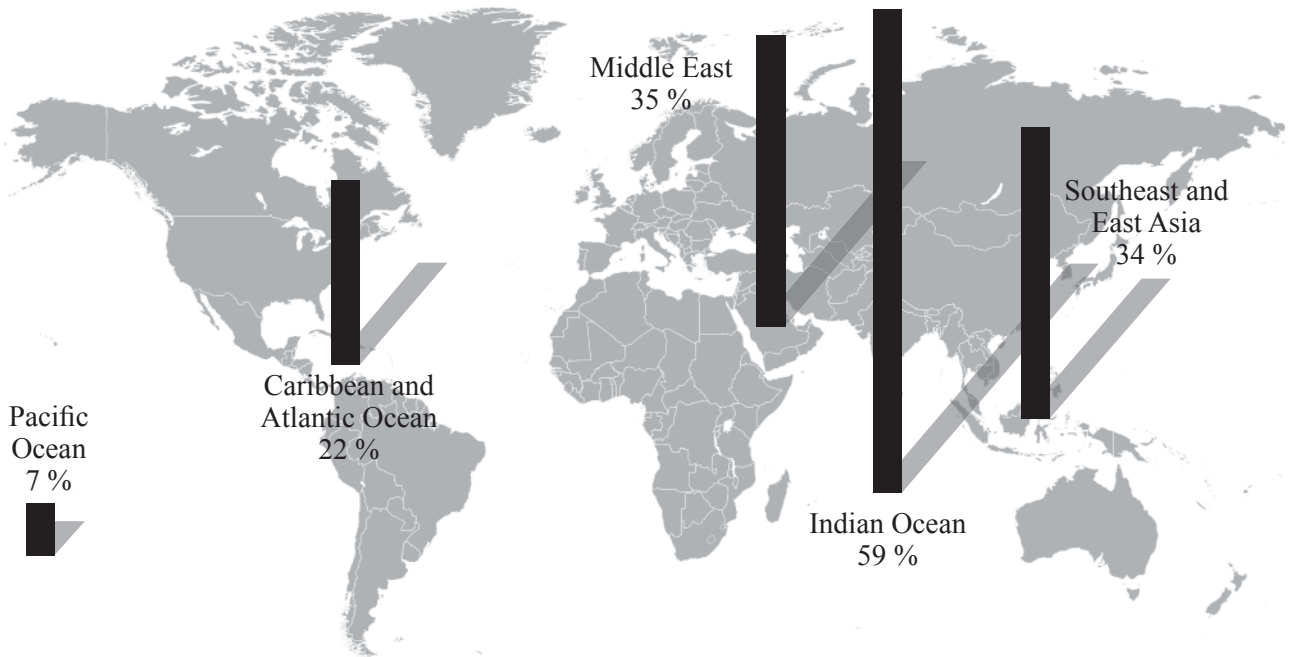 Middle East
35 %
Southeast and
East Asia
34 %
Caribbean and
Atlantic Ocean
22 %
Pacific
Ocean
7 %
Indian Ocean
59 %